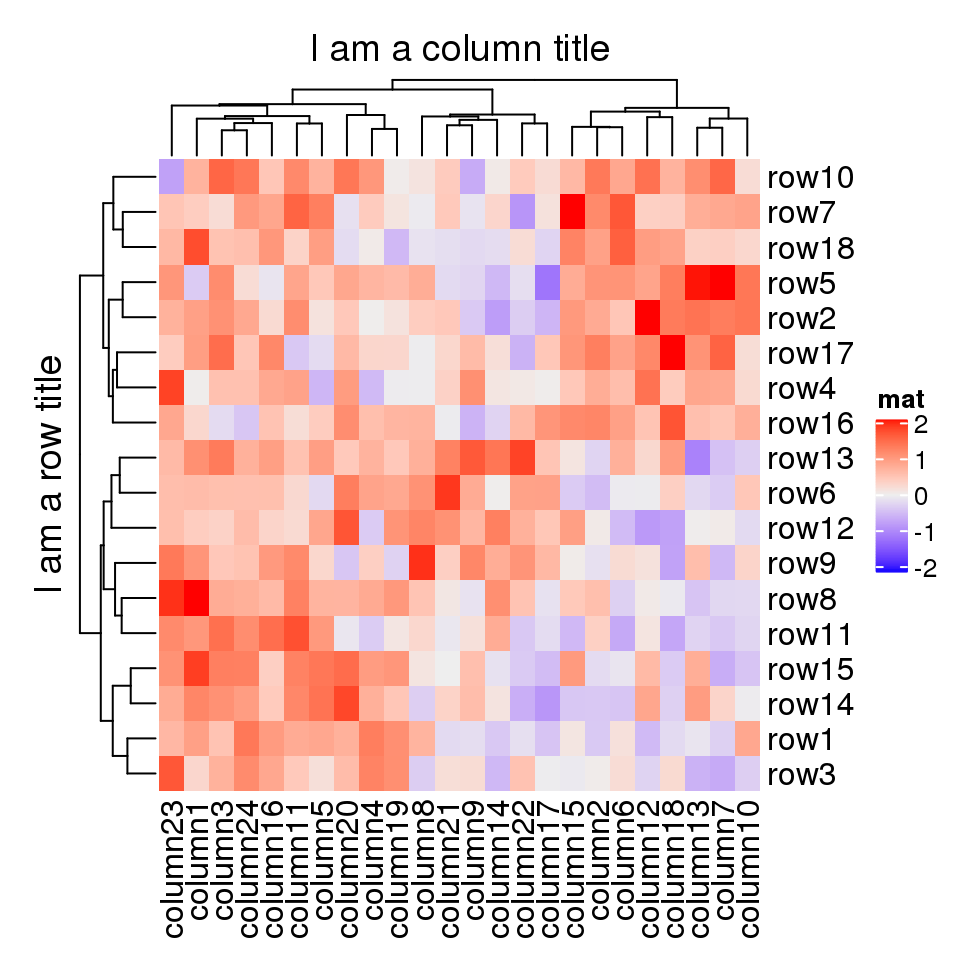 I am a column title
I am a row title
row10
row7
row18
row5
row2
row17
row4
row16
row13
row6
row12
row9
row8
row11
row15
row14
row1
row3
column23
column1
column3
column24
column16
column11
column5
column20
column4
column19
column8
column21
column9
column14
column22
column17
column15
column2
column6
column12
column18
column13
column7
column10
mat
2
1
0
-1
-2